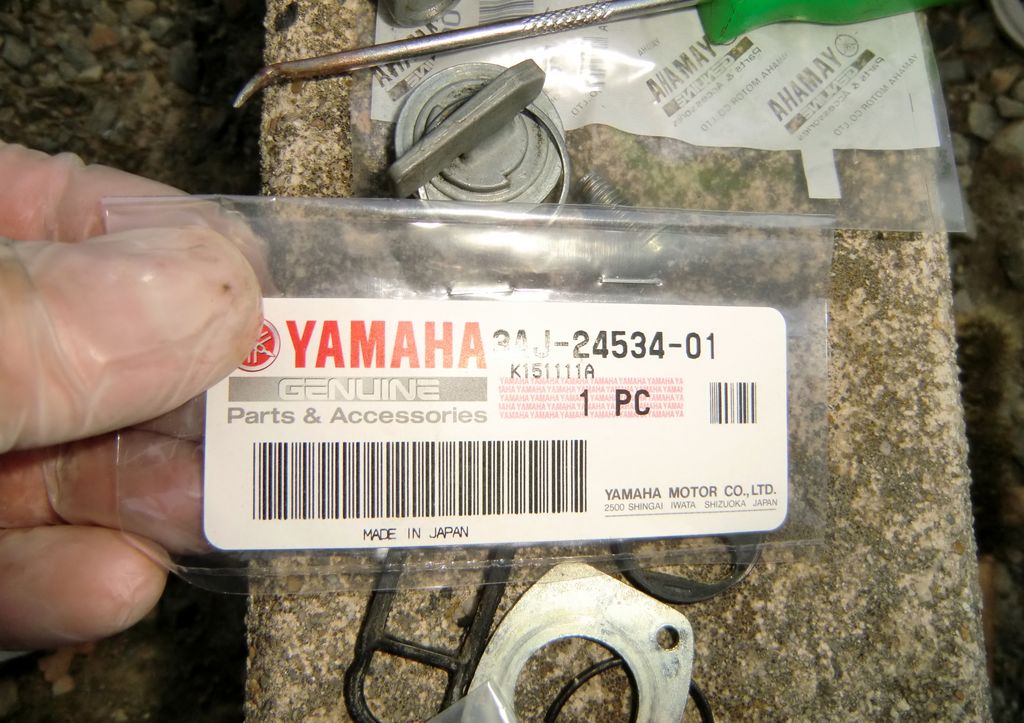 YAMAHA 3AJ-24534-01
K151111A
GENUINE
1 PC
Parts & Accessories
YAMAHA MOTOR CO.,LTD.
2500 SHINGAI IWATA SHIZUOKA JAPAN
MADE IN JAPAN